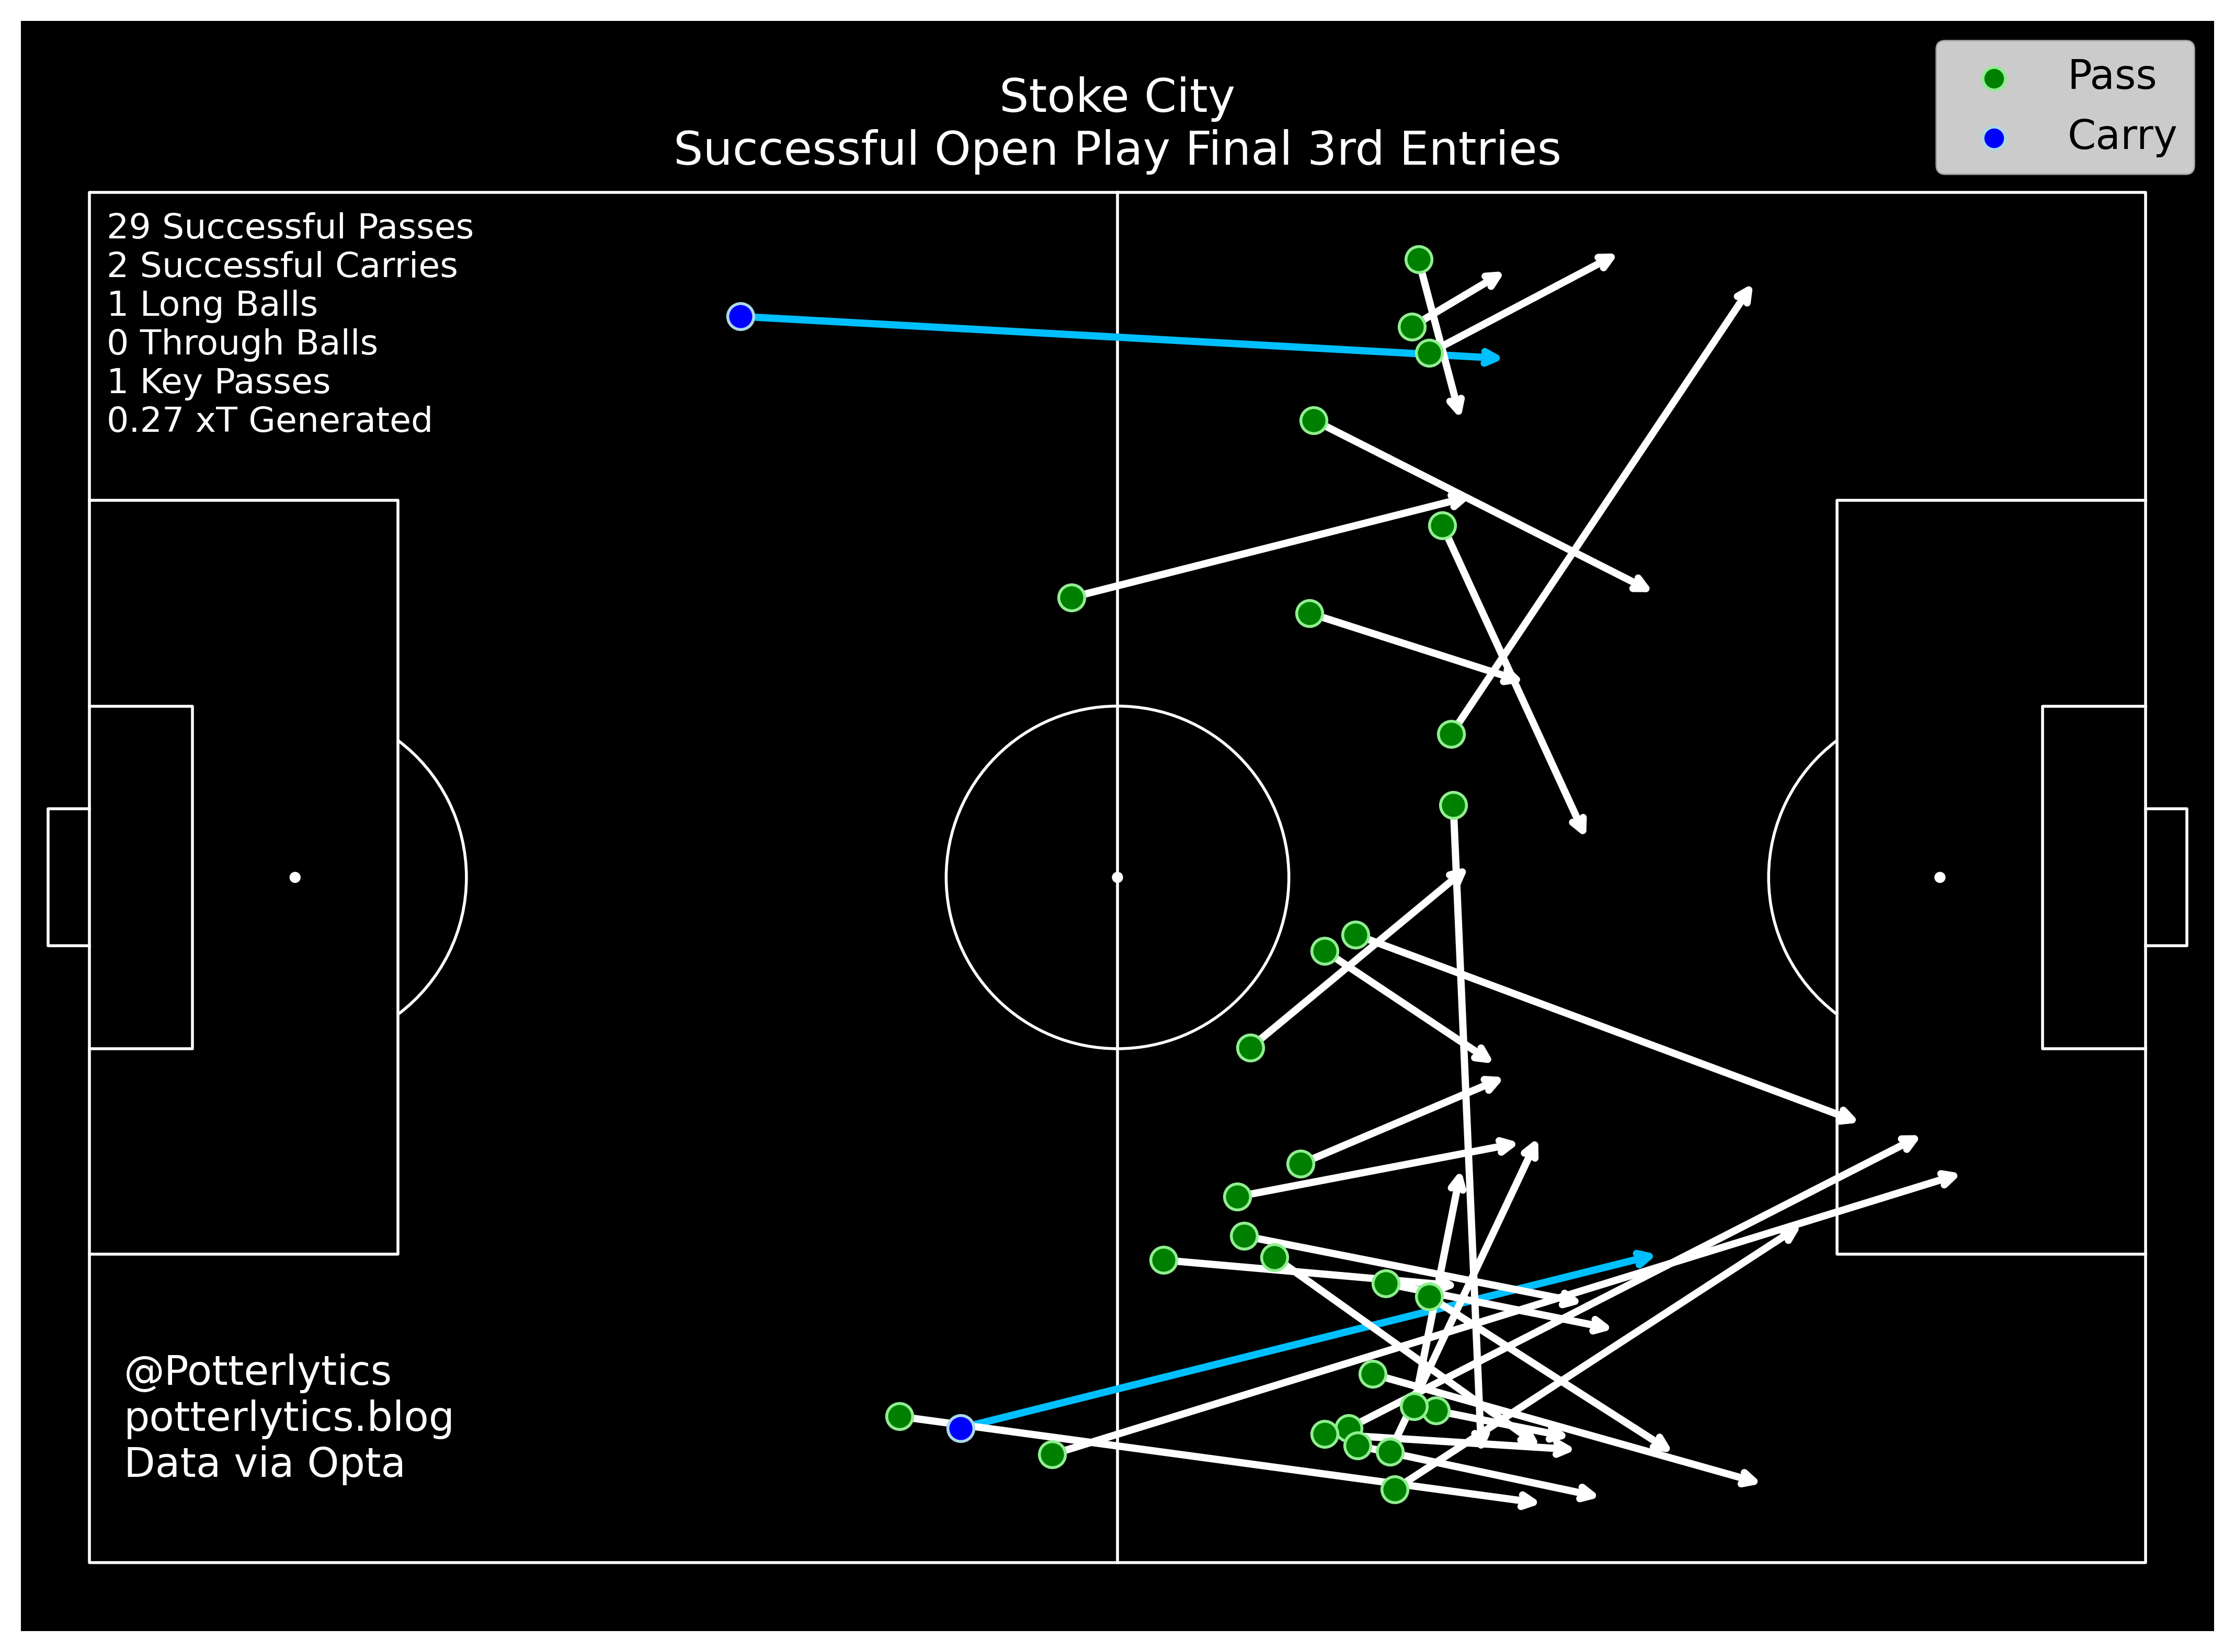 Stoke City
Successful Open Play Final 3rd Entries
Pass
Carry
29 Successful Passes
2 Successful Carries
1 Long Balls
0 Through Balls
1 Key Passes
0.27 xT Generated
@Potterlytics
potterlytics.blog
Data via Opta